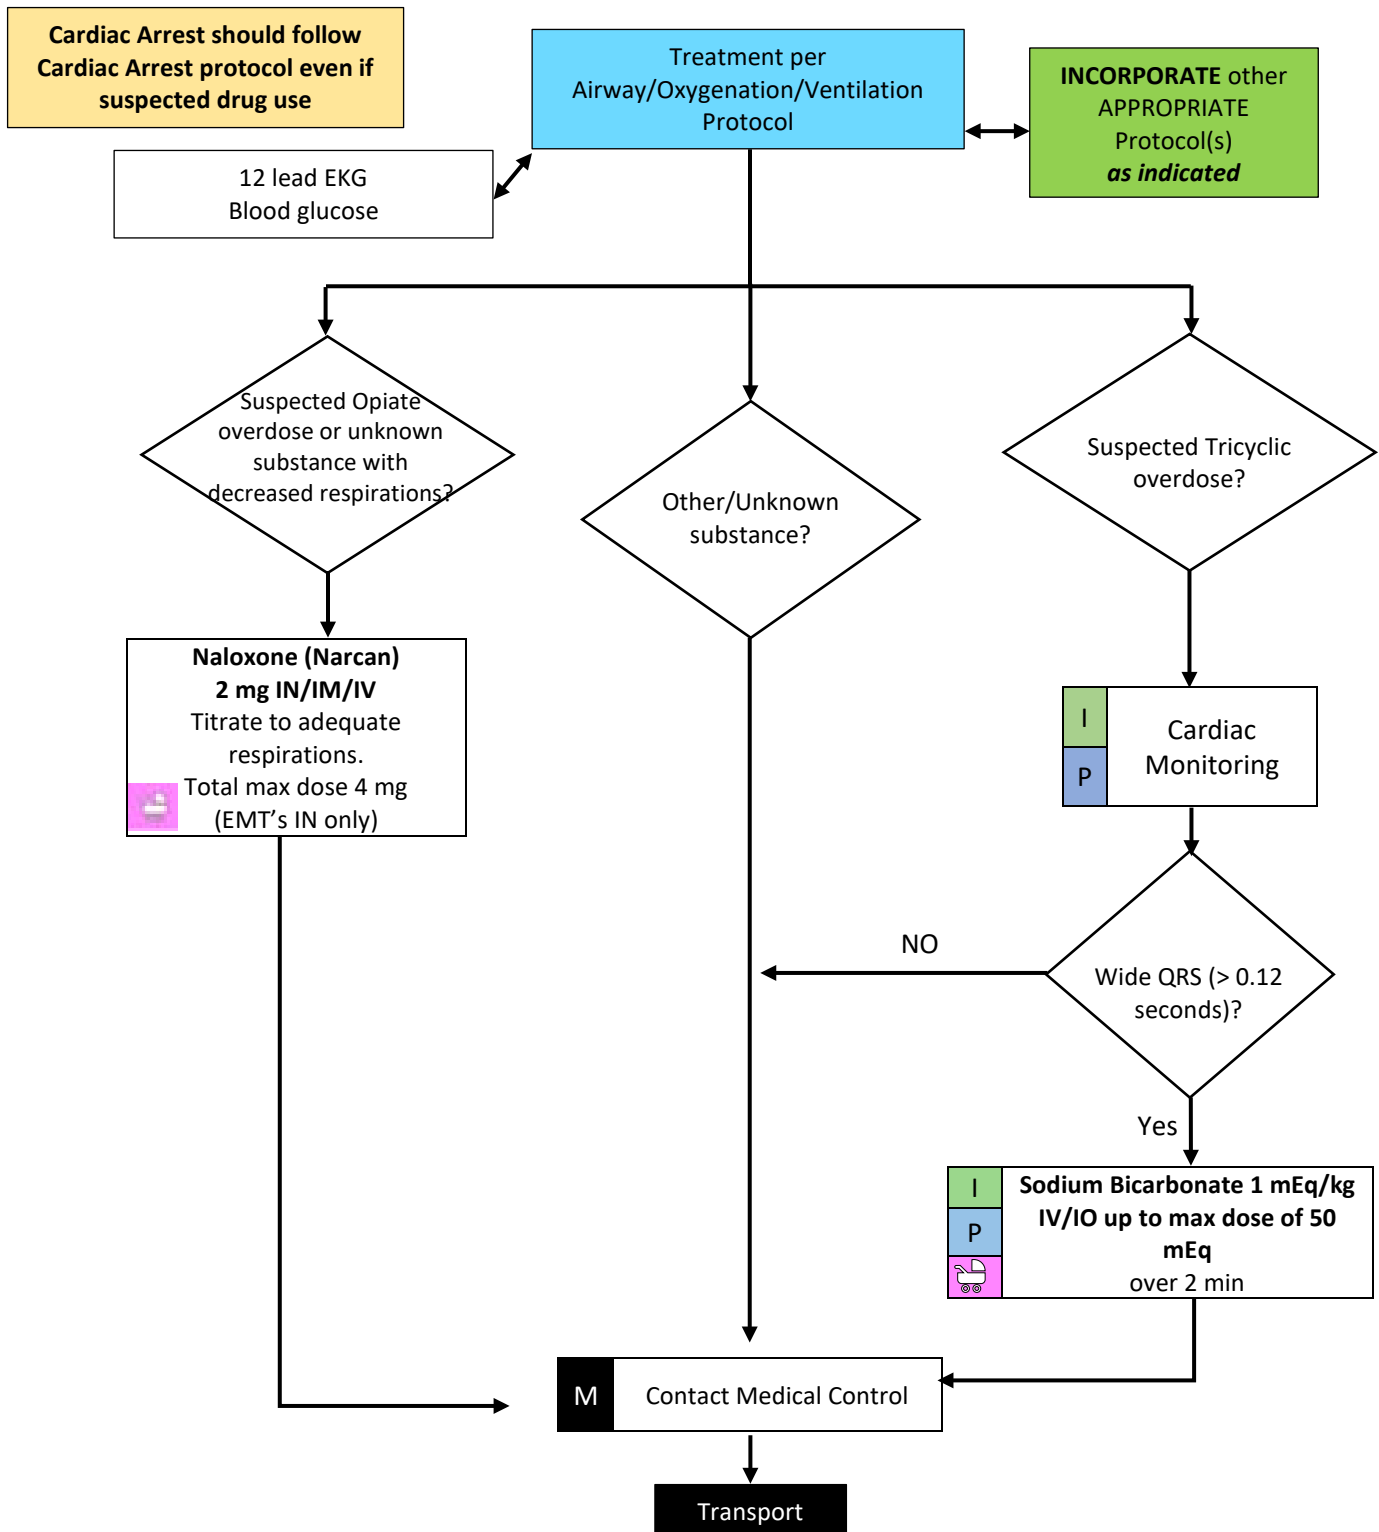 Cardiac Arrest should follow
Cardiac Arrest protocol even if
suspected drug use
Treatment per
Airway/Oxygenation/Ventilation
Protocol
INCORPORATE other
APPROPRIATE
Protocol(s)
as indicated
12 lead EKG
Blood glucose
Suspected Opiate
overdose or unknown
substance with
decreased respirations?
Other/Unknown
substance?
Suspected Tricyclic
overdose?
Naloxone (Narcan)
2 mg IN/IM/IV
Titrate to adequate
respirations.
Total max dose 4 mg
(EMT’s IN only)
I
P
Cardiac
Monitoring
NO
Wide QRS (> 0.12
seconds)?
Yes
I
P
Sodium Bicarbonate 1 mEq/kg
IV/IO up to max dose of 50
mEq
over 2 min
M
Contact Medical Control
Transport